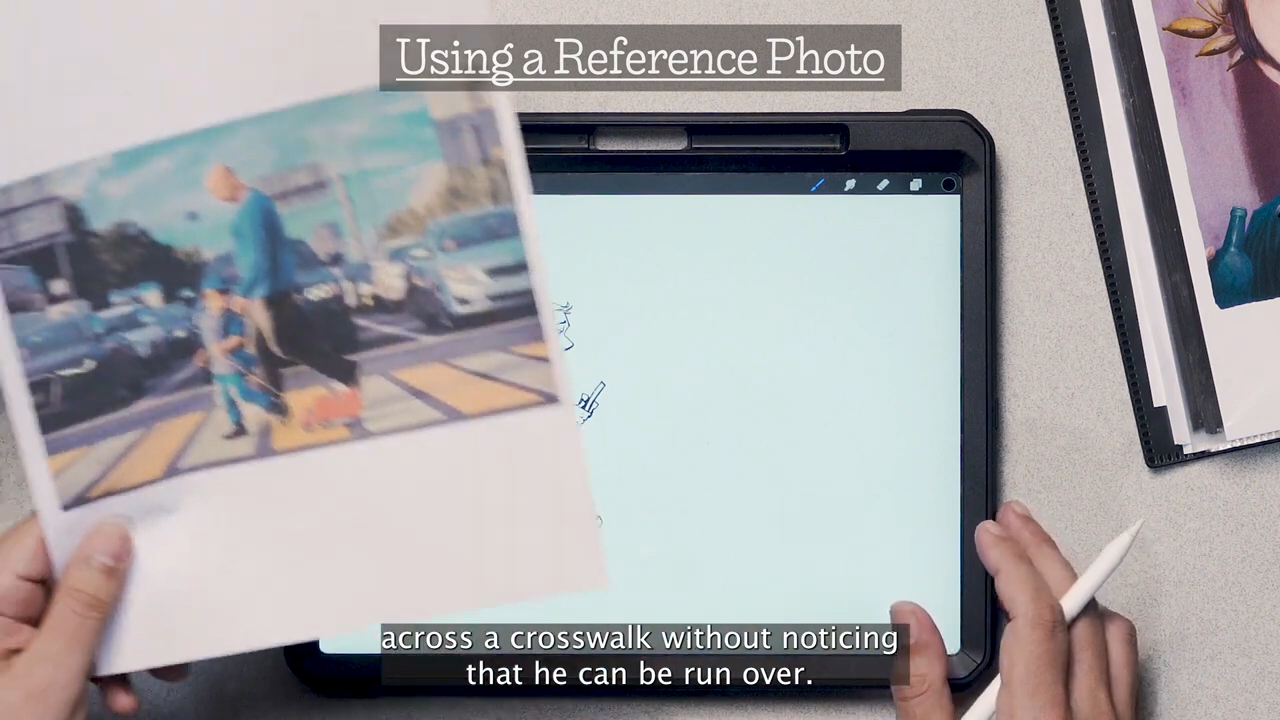 Using a Reference Photo
across a crosswalk without noticing
that he can be run over.